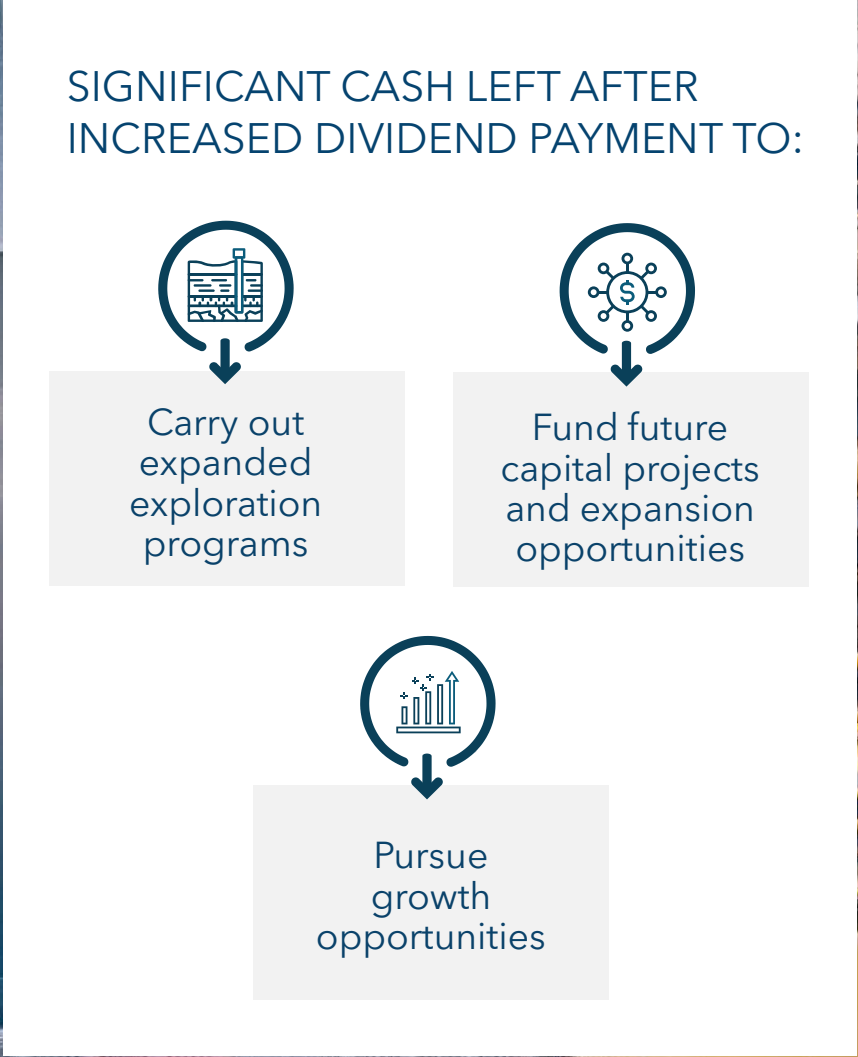 SIGNIFICANT CASH LEFT AFTER
INCREASED DIVIDEND PAYMENT TO:
$
Carry out
expanded
exploration
programs
Fund future
capital projects
and expansion
opportunities
Pursue
growth
opportunities